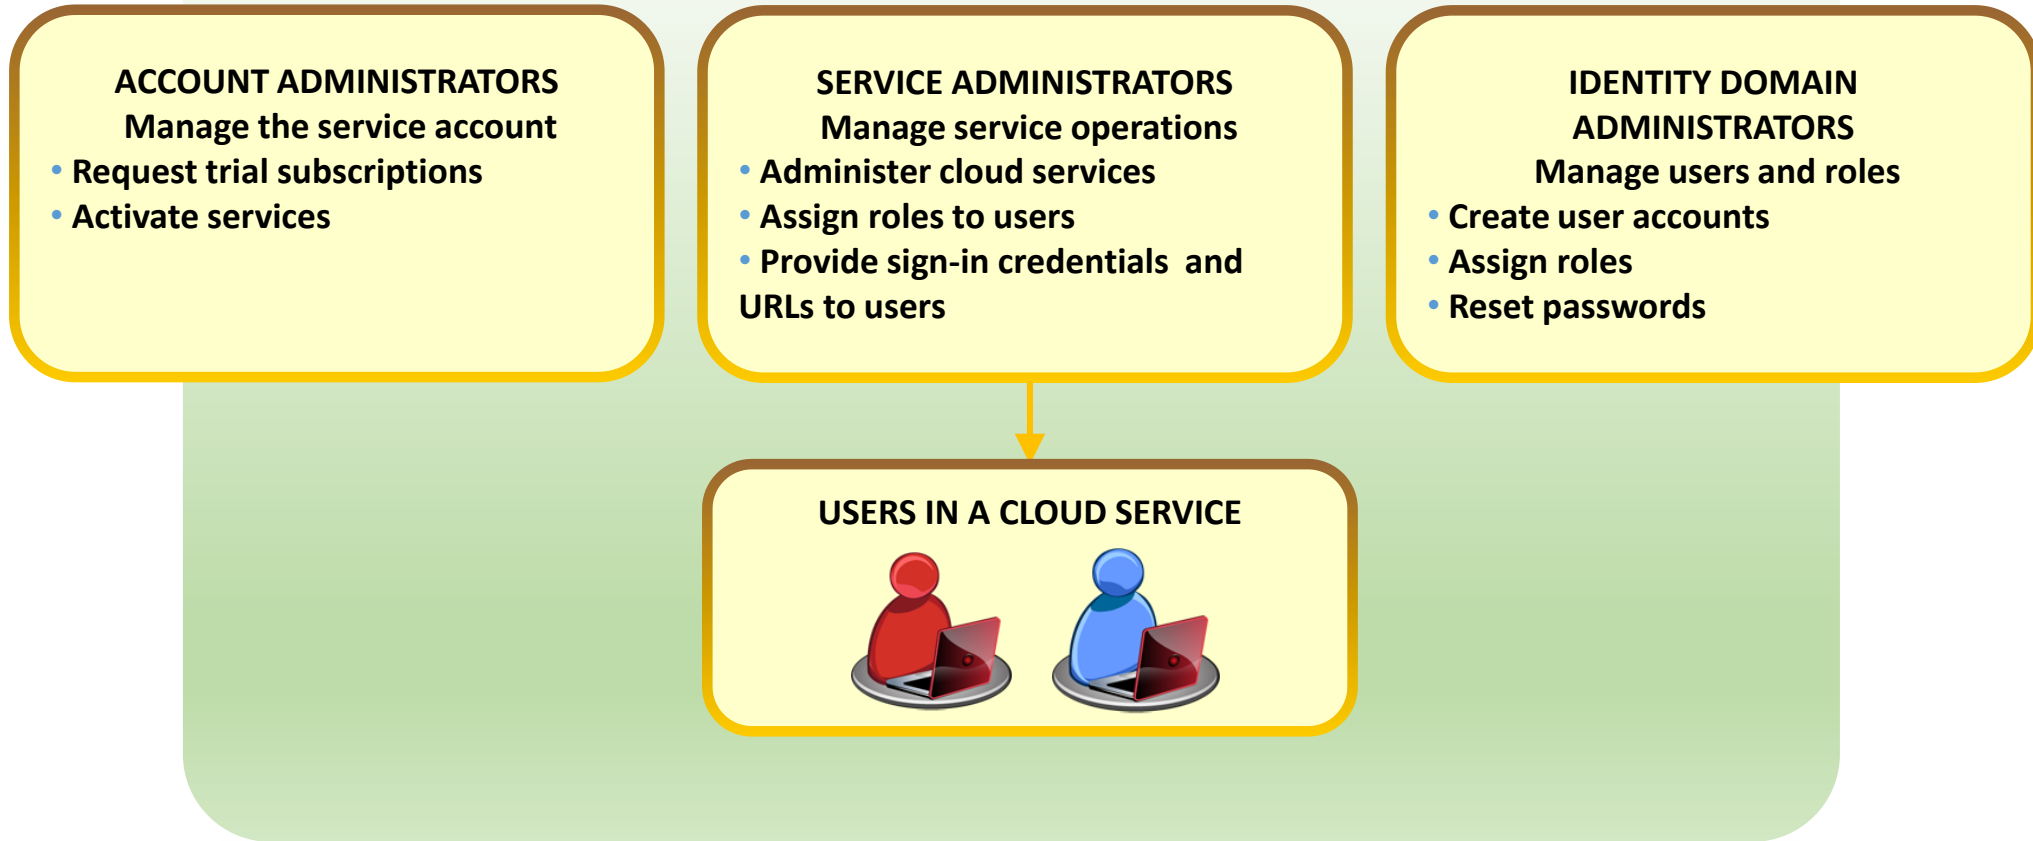 ACCOUNT ADMINISTRATORS
Manage the service account
• Request trial subscriptions
• Activate services
SERVICE ADMINISTRATORS
Manage service operations
• Administer cloud services
• Assign roles to users
• Provide sign-in credentials and
URLs to users
IDENTITY DOMAIN
ADMINISTRATORS
Manage users and roles
• Create user accounts
• Assign roles
• Reset passwords
USERS IN A CLOUD SERVICE